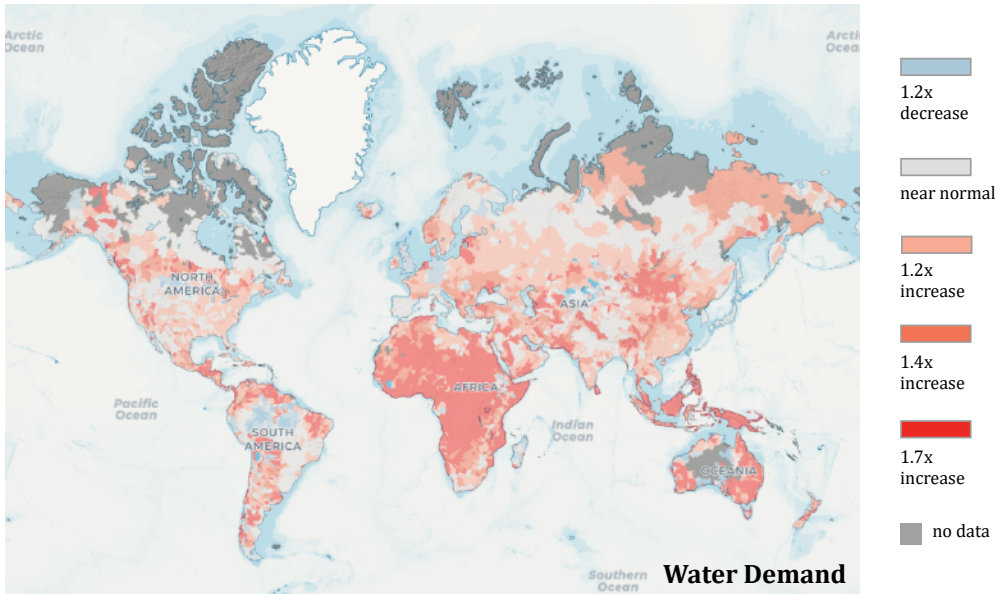 Arctic
Ocean
Arctic
Ocea
NORTH
AMERICA
ASIA
AFRICA
Pacific
Ocean
Indian
Ocean
SOUTH
AMERICA
OCEANIA
Southern
Ocean
Water Demand
1.2x
decrease
near normal
1.2x
increase
1.4x
increase
1.7x
increase
no data